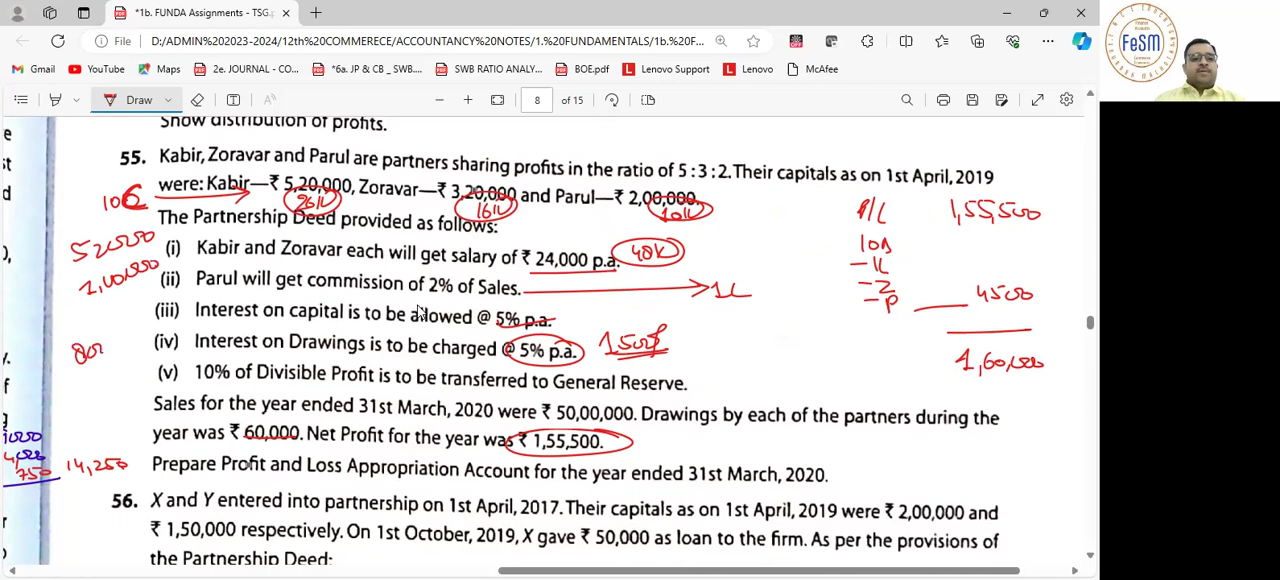 *1b. FUNDA Assignments - TSG.
File D:/ADMIN%202023-2024/12th%20COMMERECE/ACCOUNTANCE%20NOTES/1.%20FUNDAMENTALS/1b.%20F...
Gmail YouTube Maps 2e. JOURNAL - CO... *6a. JP & CB _ SWB.... SWB RATIO ANALY... BOE.pdf Lenovo Support Lenovo McAfee
Draw 8 of 15
FeSM
Show distribution of profits.
55. Kabir, Zoravar and Parul are partners sharing profits in the ratio of 5:3:2. Their capitals as on 1st April, 2019
were: Kabir—₹ 5,20,000, Zoravar—₹ 3,20,000 and Parul—₹ 2,00,000.
26K 16K 10K
P/L 1,55,500
The Partnership Deed provided as follows:
52000
(i) Kabir and Zoravar each will get salary of ₹ 24,000 p.a. 48K
IOD
(ii) Parul will get commission of 2% of Sales. 1L
- K
- Z
- P 4500
(iii) Interest on capital is to be allowed @ 5% p.a.
(iv) Interest on Drawings is to be charged @ 5% p.a. 1500
1,60,000
(v) 10% of Divisible Profit is to be transferred to General Reserve.
Sales for the year ended 31st March, 2020 were ₹ 50,00,000. Drawings by each of the partners during the
year was ₹ 60,000. Net Profit for the year was ₹ 1,55,500.
750 14,250
Prepare Profit and Loss Appropriation Account for the year ended 31st March, 2020.
56. X and Y entered into partnership on 1st April, 2017. Their capitals as on 1st April, 2019 were ₹ 2,00,000 and
₹ 1,50,000 respectively. On 1st October, 2019, X gave ₹ 50,000 as loan to the firm. As per the provisions of
the Partnership Deed: